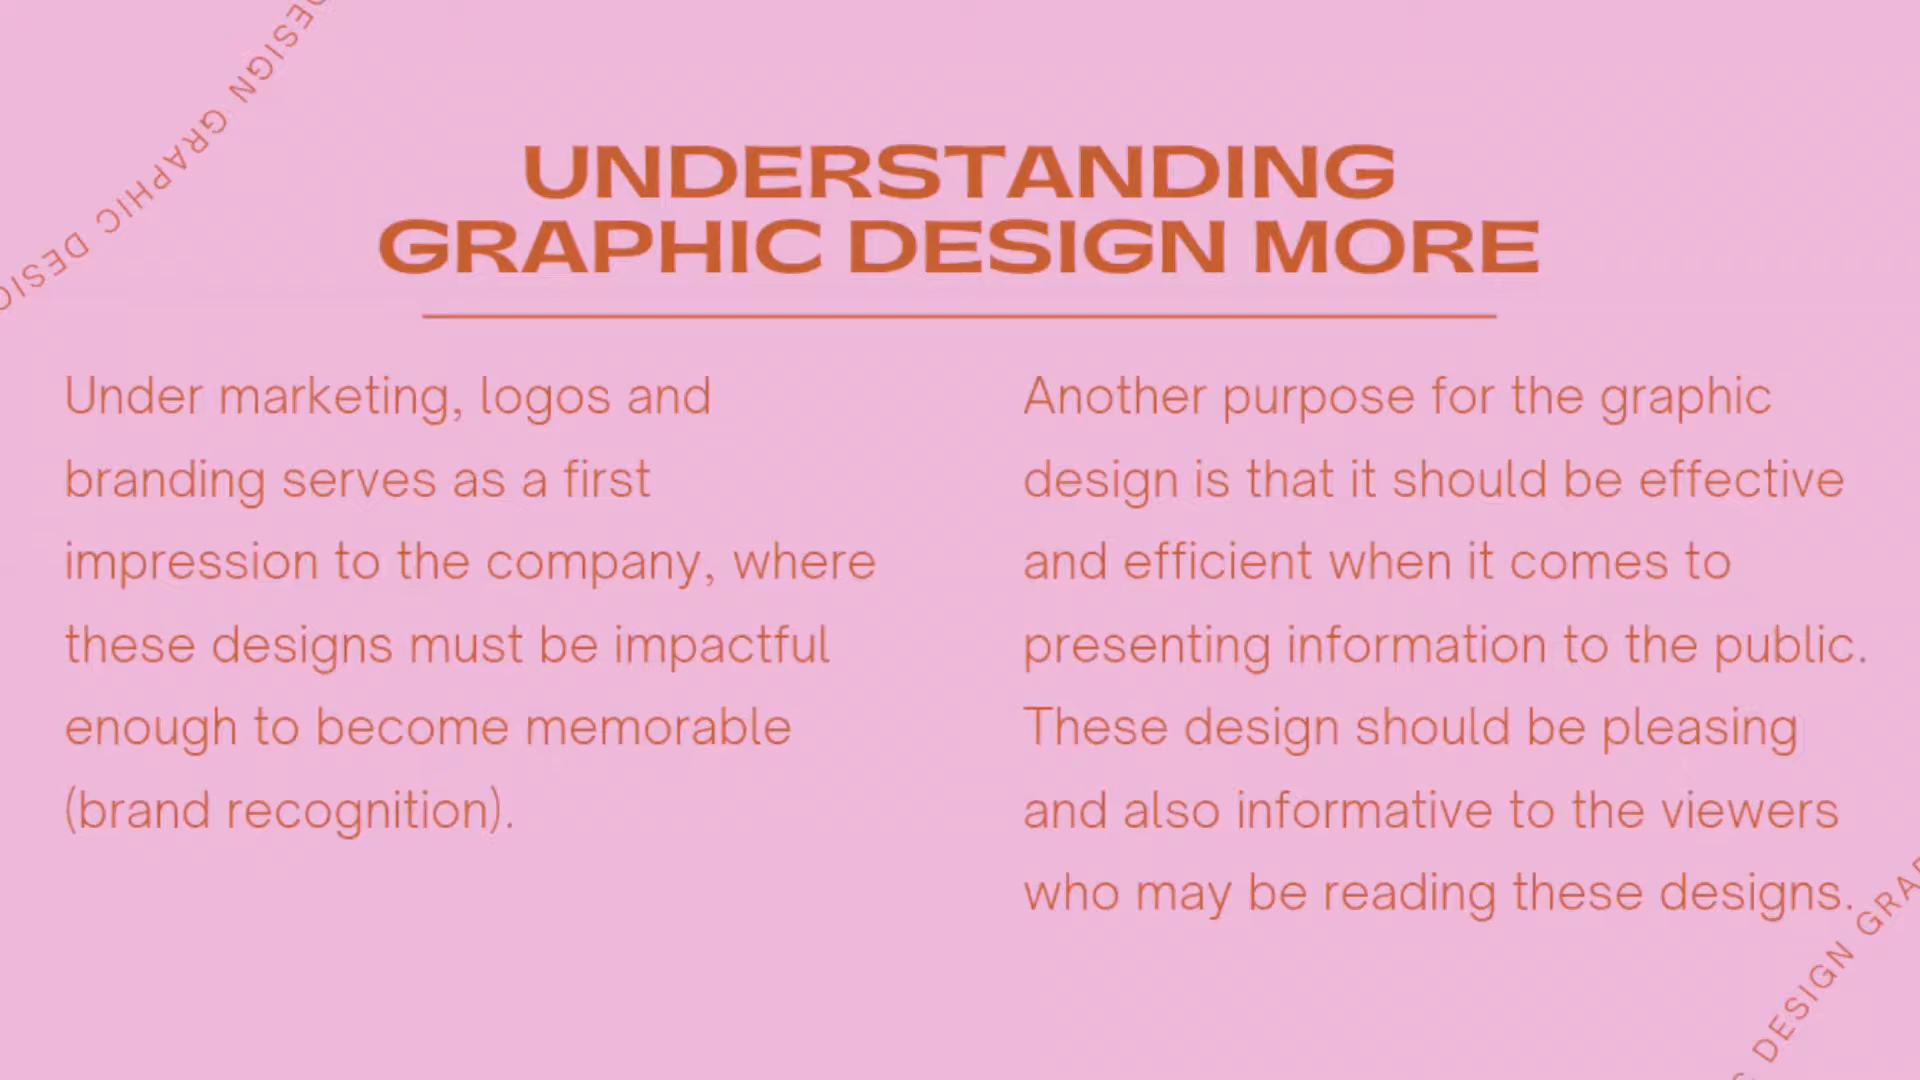 DESIGN GRAPHIC DESIG
UNDERSTANDING
GRAPHIC DESIGN MORE
Under marketing, logos and
branding serves as a first
impression to the company, where
these designs must be impactful
enough to become memorable
(brand recognition).
Another purpose for the graphic
design is that it should be effective
and efficient when it comes to
presenting information to the public.
These design should be pleasing
and also informative to the viewers
who may be reading these designs.
DESIGN GRA